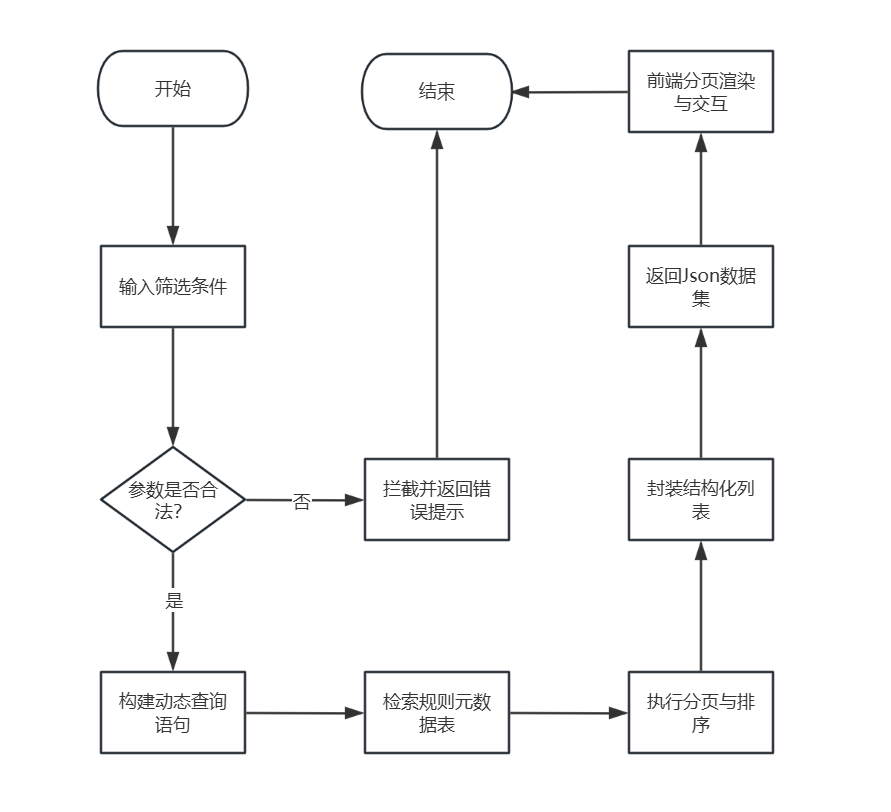 开始
结束
前端分页渲染
与交互
输入筛选条件
返回Json数据
集
参数是否合
法？
否
拦截并返回错
误提示
封装结构化列
表
是
构建动态查询
语句
检索规则元数
据表
执行分页与排
序